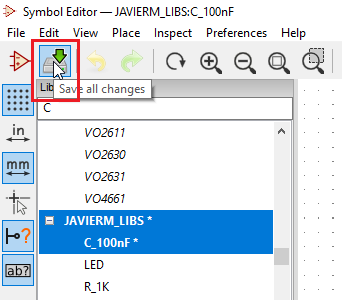 Symbol Editor — JAVIERM_LIBS:C_100nF
File Edit View Place Inspect Preferences Help
Lib
Save all changes
C
VO2611
VO2630
in
VO2631
mm
VO4661
JAVIERM_LIBS *
C_100nF *
?
LED
ab?
R_1K